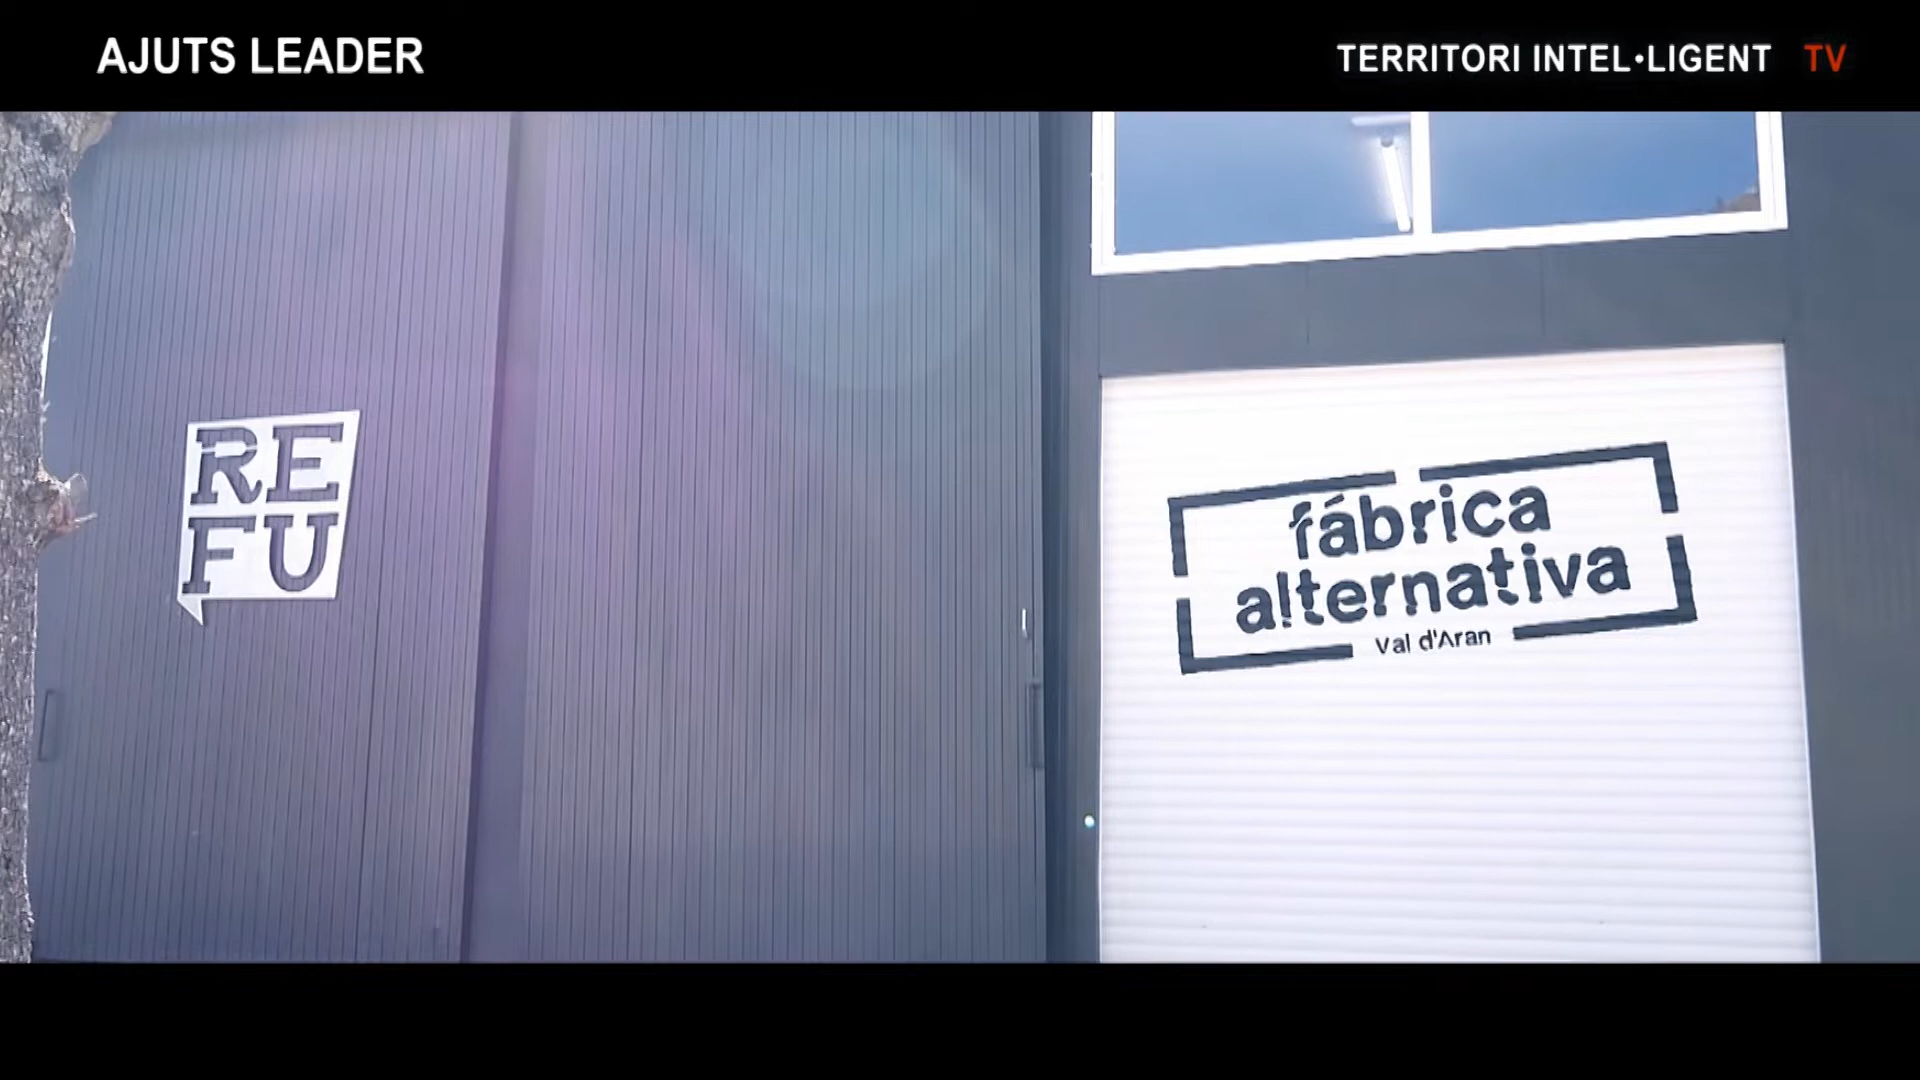 AJUTS LEADER
TERRITORI INTEL·LIGENT TV
RE
FU
fábrica
alternativa
Val d'Aran